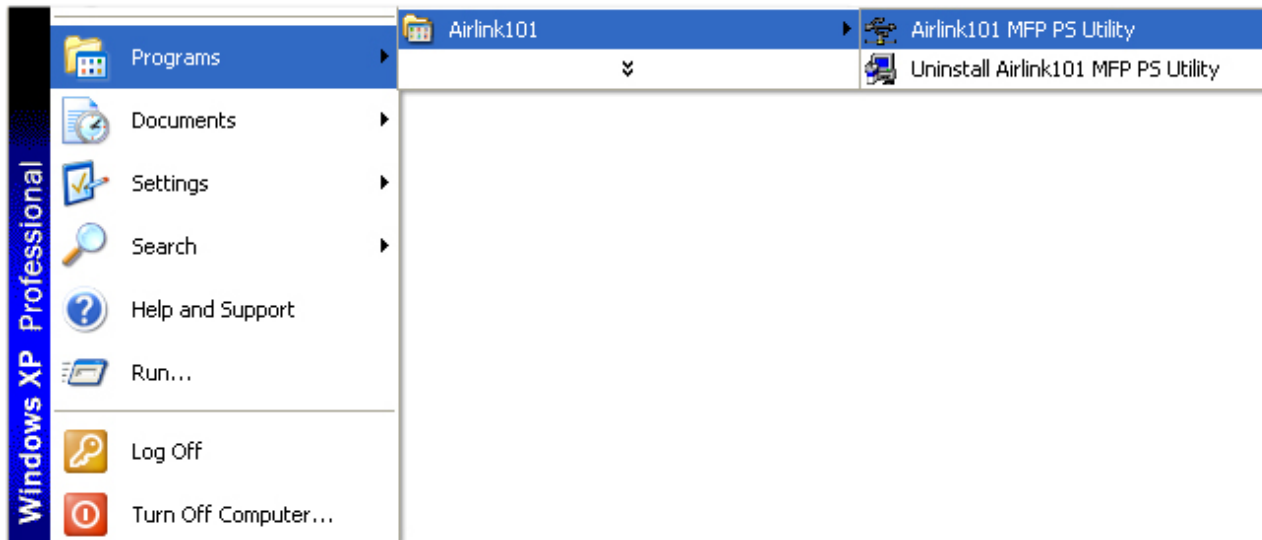 Windows XP Professional
Programs
Documents
Settings
Search
Help and Support
Run...
Log Off
Turn Off Computer...
Airlink101
Airlink101 MFP PS Utility
Uninstall Airlink101 MFP PS Utility